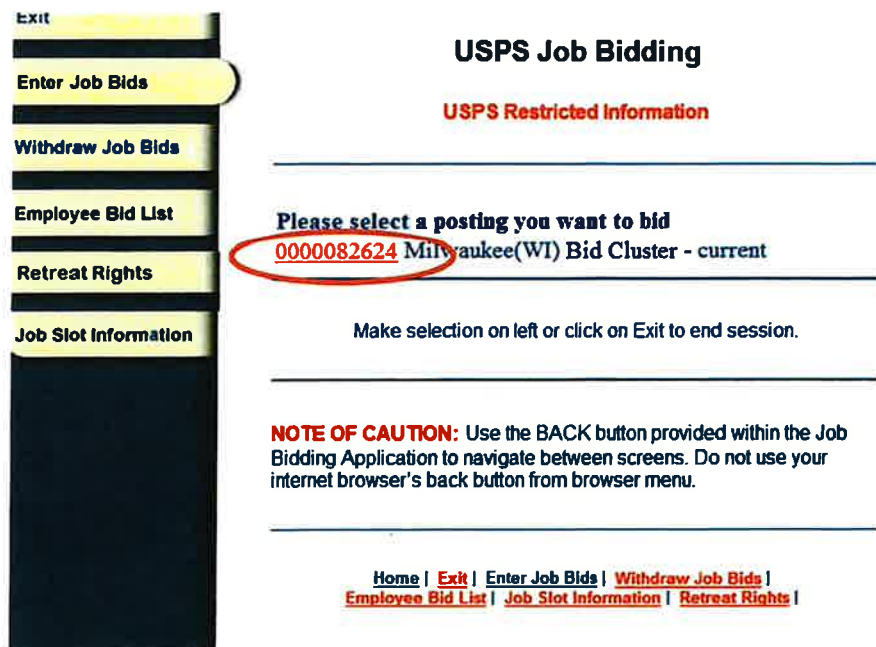 Exit
Enter Job Bids
Withdraw Job Bids
Employee Bid List
Retreat Rights
Job Slot Information
USPS Job Bidding
USPS Restricted Information
Please select a posting you want to bid
0000082624 Milwaukee(WI) Bid Cluster - current
Make selection on left or click on Exit to end session.
NOTE OF CAUTION: Use the BACK button provided within the Job
Bidding Application to navigate between screens. Do not use your
internet browser's back button from browser menu.
Home | Exit | Enter Job Bids | Withdraw Job Bids |
Employee Bid List | Job Slot Information | Retreat Rights |